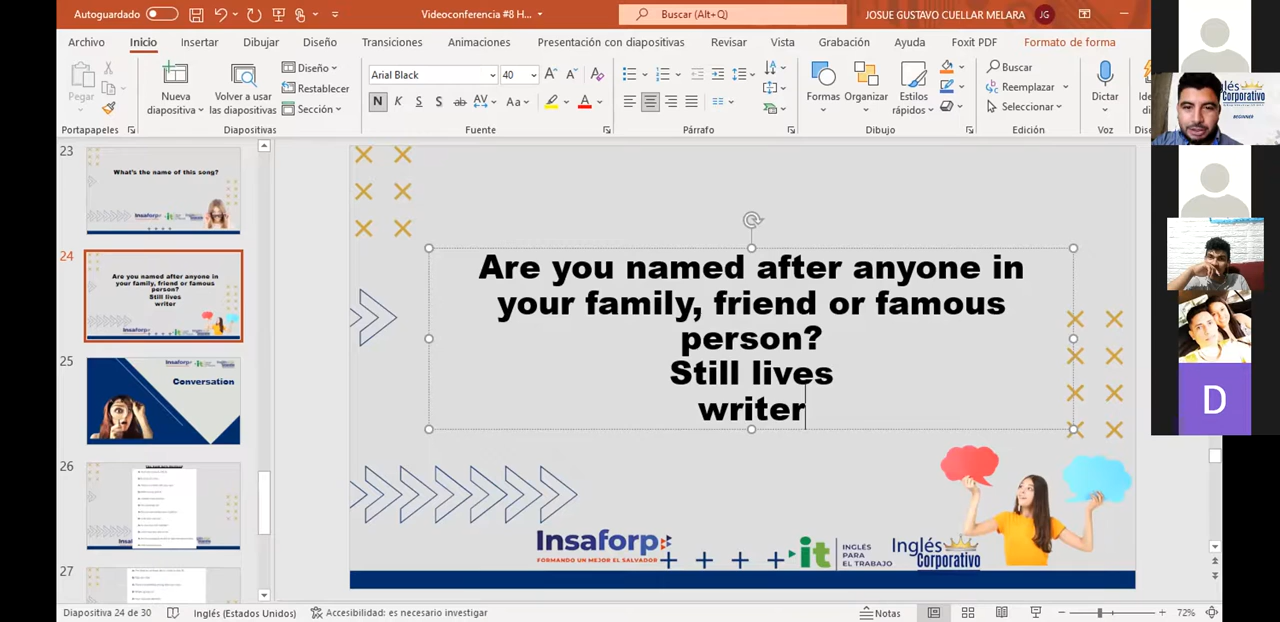 Autoguardado
Videoconferencia #8 H...
Buscar (Alt+Q)
JOSUE GUSTAVO CUELLAR MELARA
JG
Archivo
Inicio
Insertar
Dibujar
Diseño
Transiciones
Animaciones
Presentación con diapositivas
Revisar
Vista
Grabación
Ayuda
Foxit PDF
Formato de forma
Pegar
Nueva diapositiva
Volver a usar las diapositivas
Diseño
Restablecer
Sección
Arial Black
40
Formas
Organizar
Estilos rápidos
Buscar
Reemplazar
Seleccionar
Dictar
Portapapeles
Diapositivas
Fuente
Párrafo
Dibujo
Edición
Voz
23
What's the name of this song?
24
Are you named after anyone in
your family, friend or famous
person?
Still lives
writer
25
Conversation
26
27
Are you named after anyone in
your family, friend or famous
person?
Still lives
writer
Insaforp
FORMANDO UN MEJOR EL SALVADOR
it
INGLÉS
PARA
EL TRABAJO
Inglés
Corporativo
Corporativo
BEGINNER
D
Diapositiva 24 de 30
Inglés (Estados Unidos)
Accesibilidad: es necesario investigar
Notas
72%